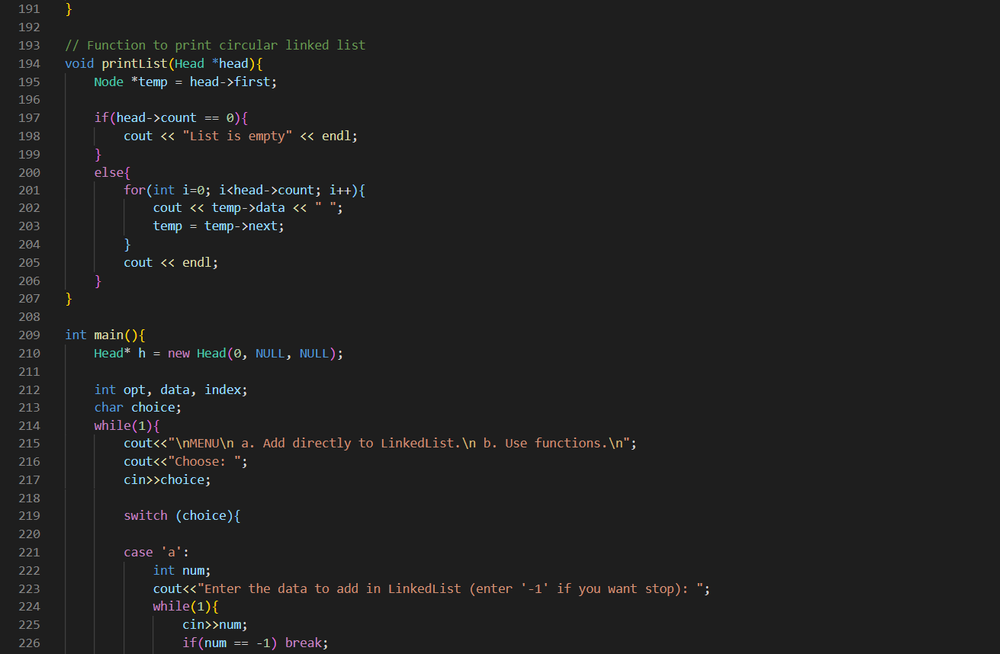 191 }
192
193 // Function to print circular linked list
194 void printList(Head *head){
195     Node *temp = head->first;
196
197     if(head->count == 0){
198         cout << "List is empty" << endl;
199     }
200     else{
201         for(int i=0; i<head->count; i++){
202             cout << temp->data << " ";
203             temp = temp->next;
204         }
205         cout << endl;
206     }
207 }
208
209 int main(){
210     Head* h = new Head(0, NULL, NULL);
211
212     int opt, data, index;
213     char choice;
214     while(1){
215         cout<<"\nMENU\n a. Add directly to LinkedList.\n b. Use functions.\n";
216         cout<<"Choose: ";
217         cin>>choice;
218
219         switch (choice){
220
221         case 'a':
222             int num;
223             cout<<"Enter the data to add in LinkedList (enter '-1' if you want stop): ";
224             while(1){
225                 cin>>num;
226                 if(num == -1) break;